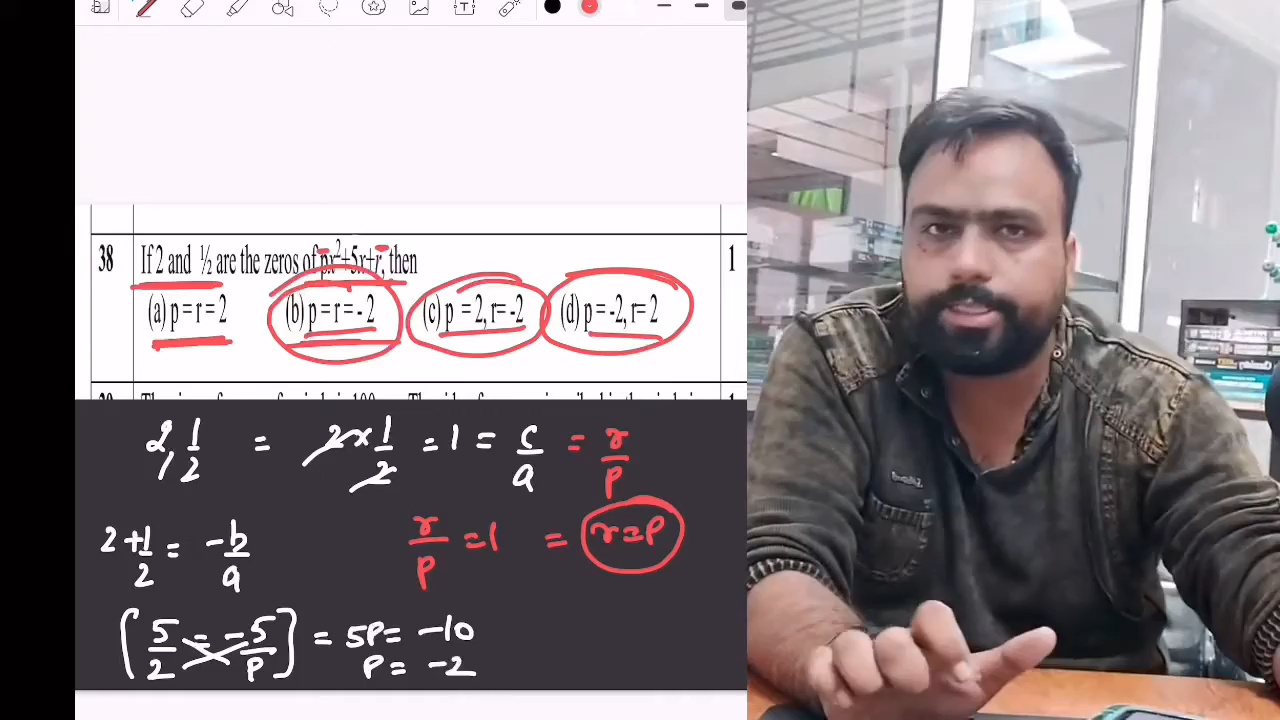 38 If 2 and ½ are the zeros of px²+5x+r, then 1
(a) p = r = 2 (b) p = r = - 2 (c) p = 2, r= -2 (d) p = -2, r= 2
2, 1/2 = 2 x 1/2 = 1 = c/a = r/p
r/p = 1 = r = p
2 + 1/2 = -b/a
(5/2 = -5/p] = 5P = -10
P = -2